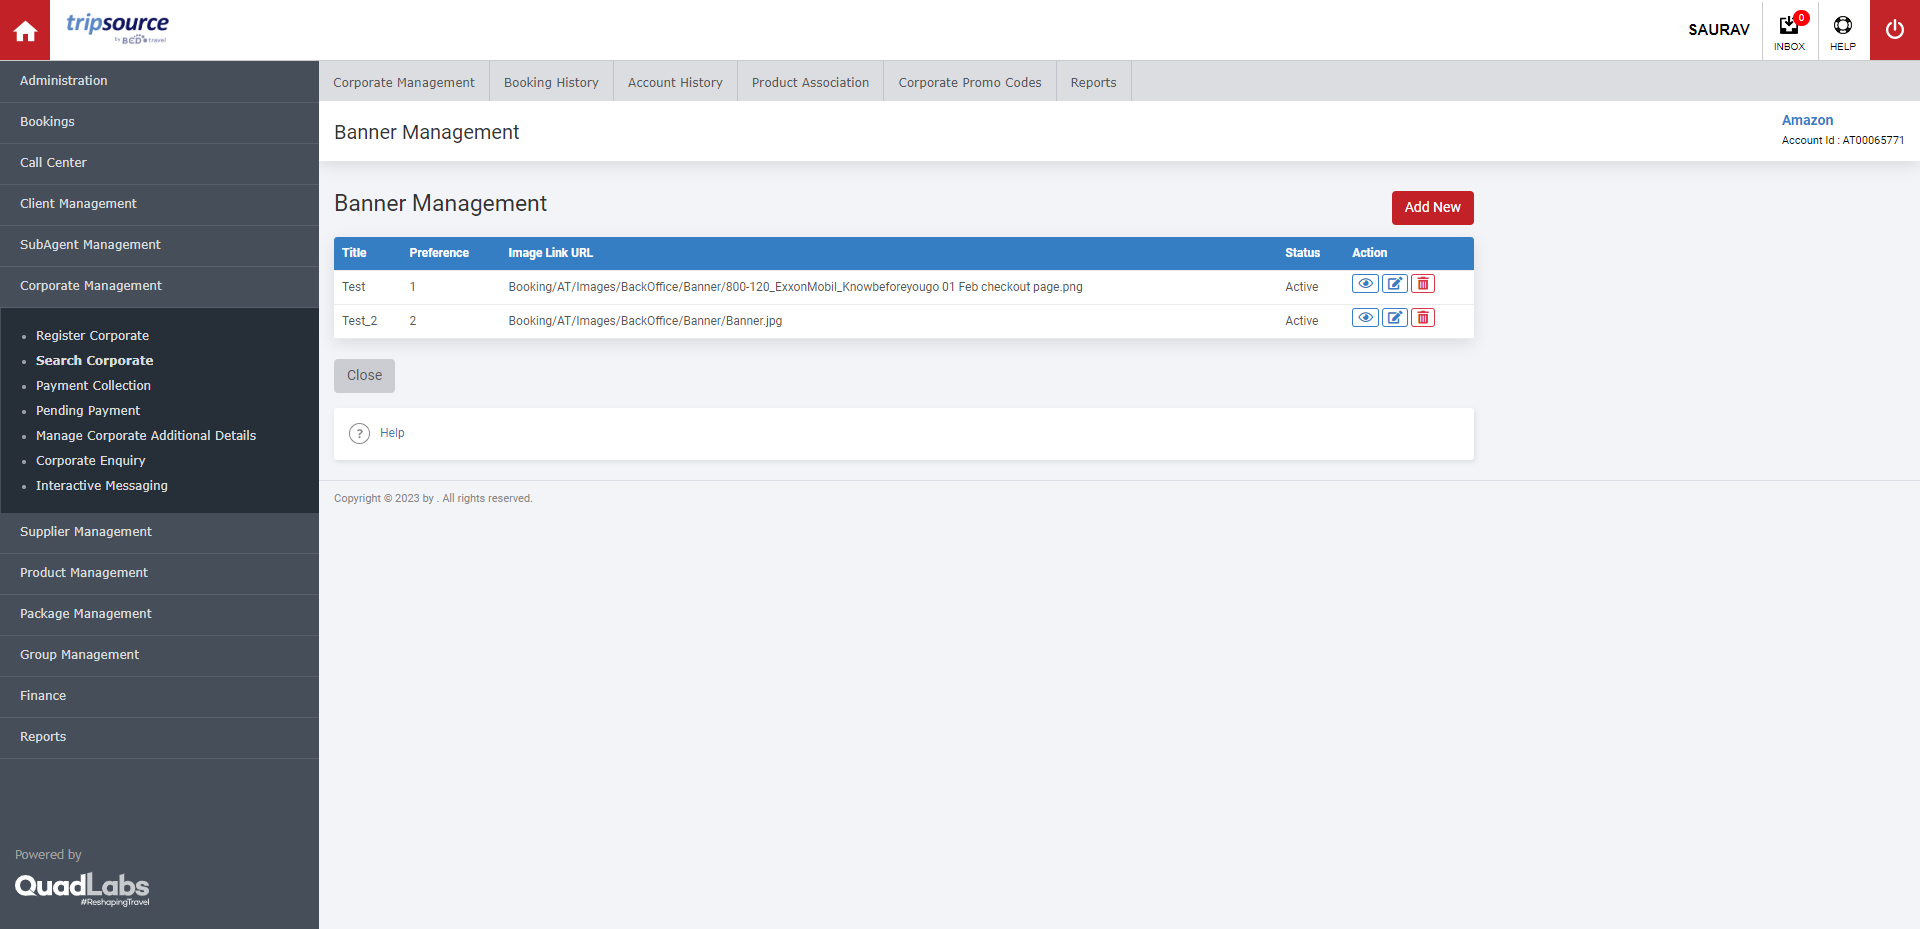 tripsource
by BCD travel
SAURAV
0
INBOX
HELP
Administration
Bookings
Call Center
Client Management
SubAgent Management
Corporate Management
Register Corporate
Search Corporate
Payment Collection
Pending Payment
Manage Corporate Additional Details
Corporate Enquiry
Interactive Messaging
Supplier Management
Product Management
Package Management
Group Management
Finance
Reports
Powered by
QuadLabs
#ReshapingTravel
Corporate Management Booking History Account History Product Association Corporate Promo Codes Reports
Banner Management
Amazon
Account Id : AT00065771
Banner Management
Add New
Title Preference Image Link URL Status Action
Test 1 Booking/AT/Images/BackOffice/Banner/800-120_ExxonMobil_Knowbeforeyougo 01 Feb checkout page.png Active
Test_2 2 Booking/AT/Images/BackOffice/Banner/Banner.jpg Active
Close
? Help
Copyright © 2023 by . All rights reserved.